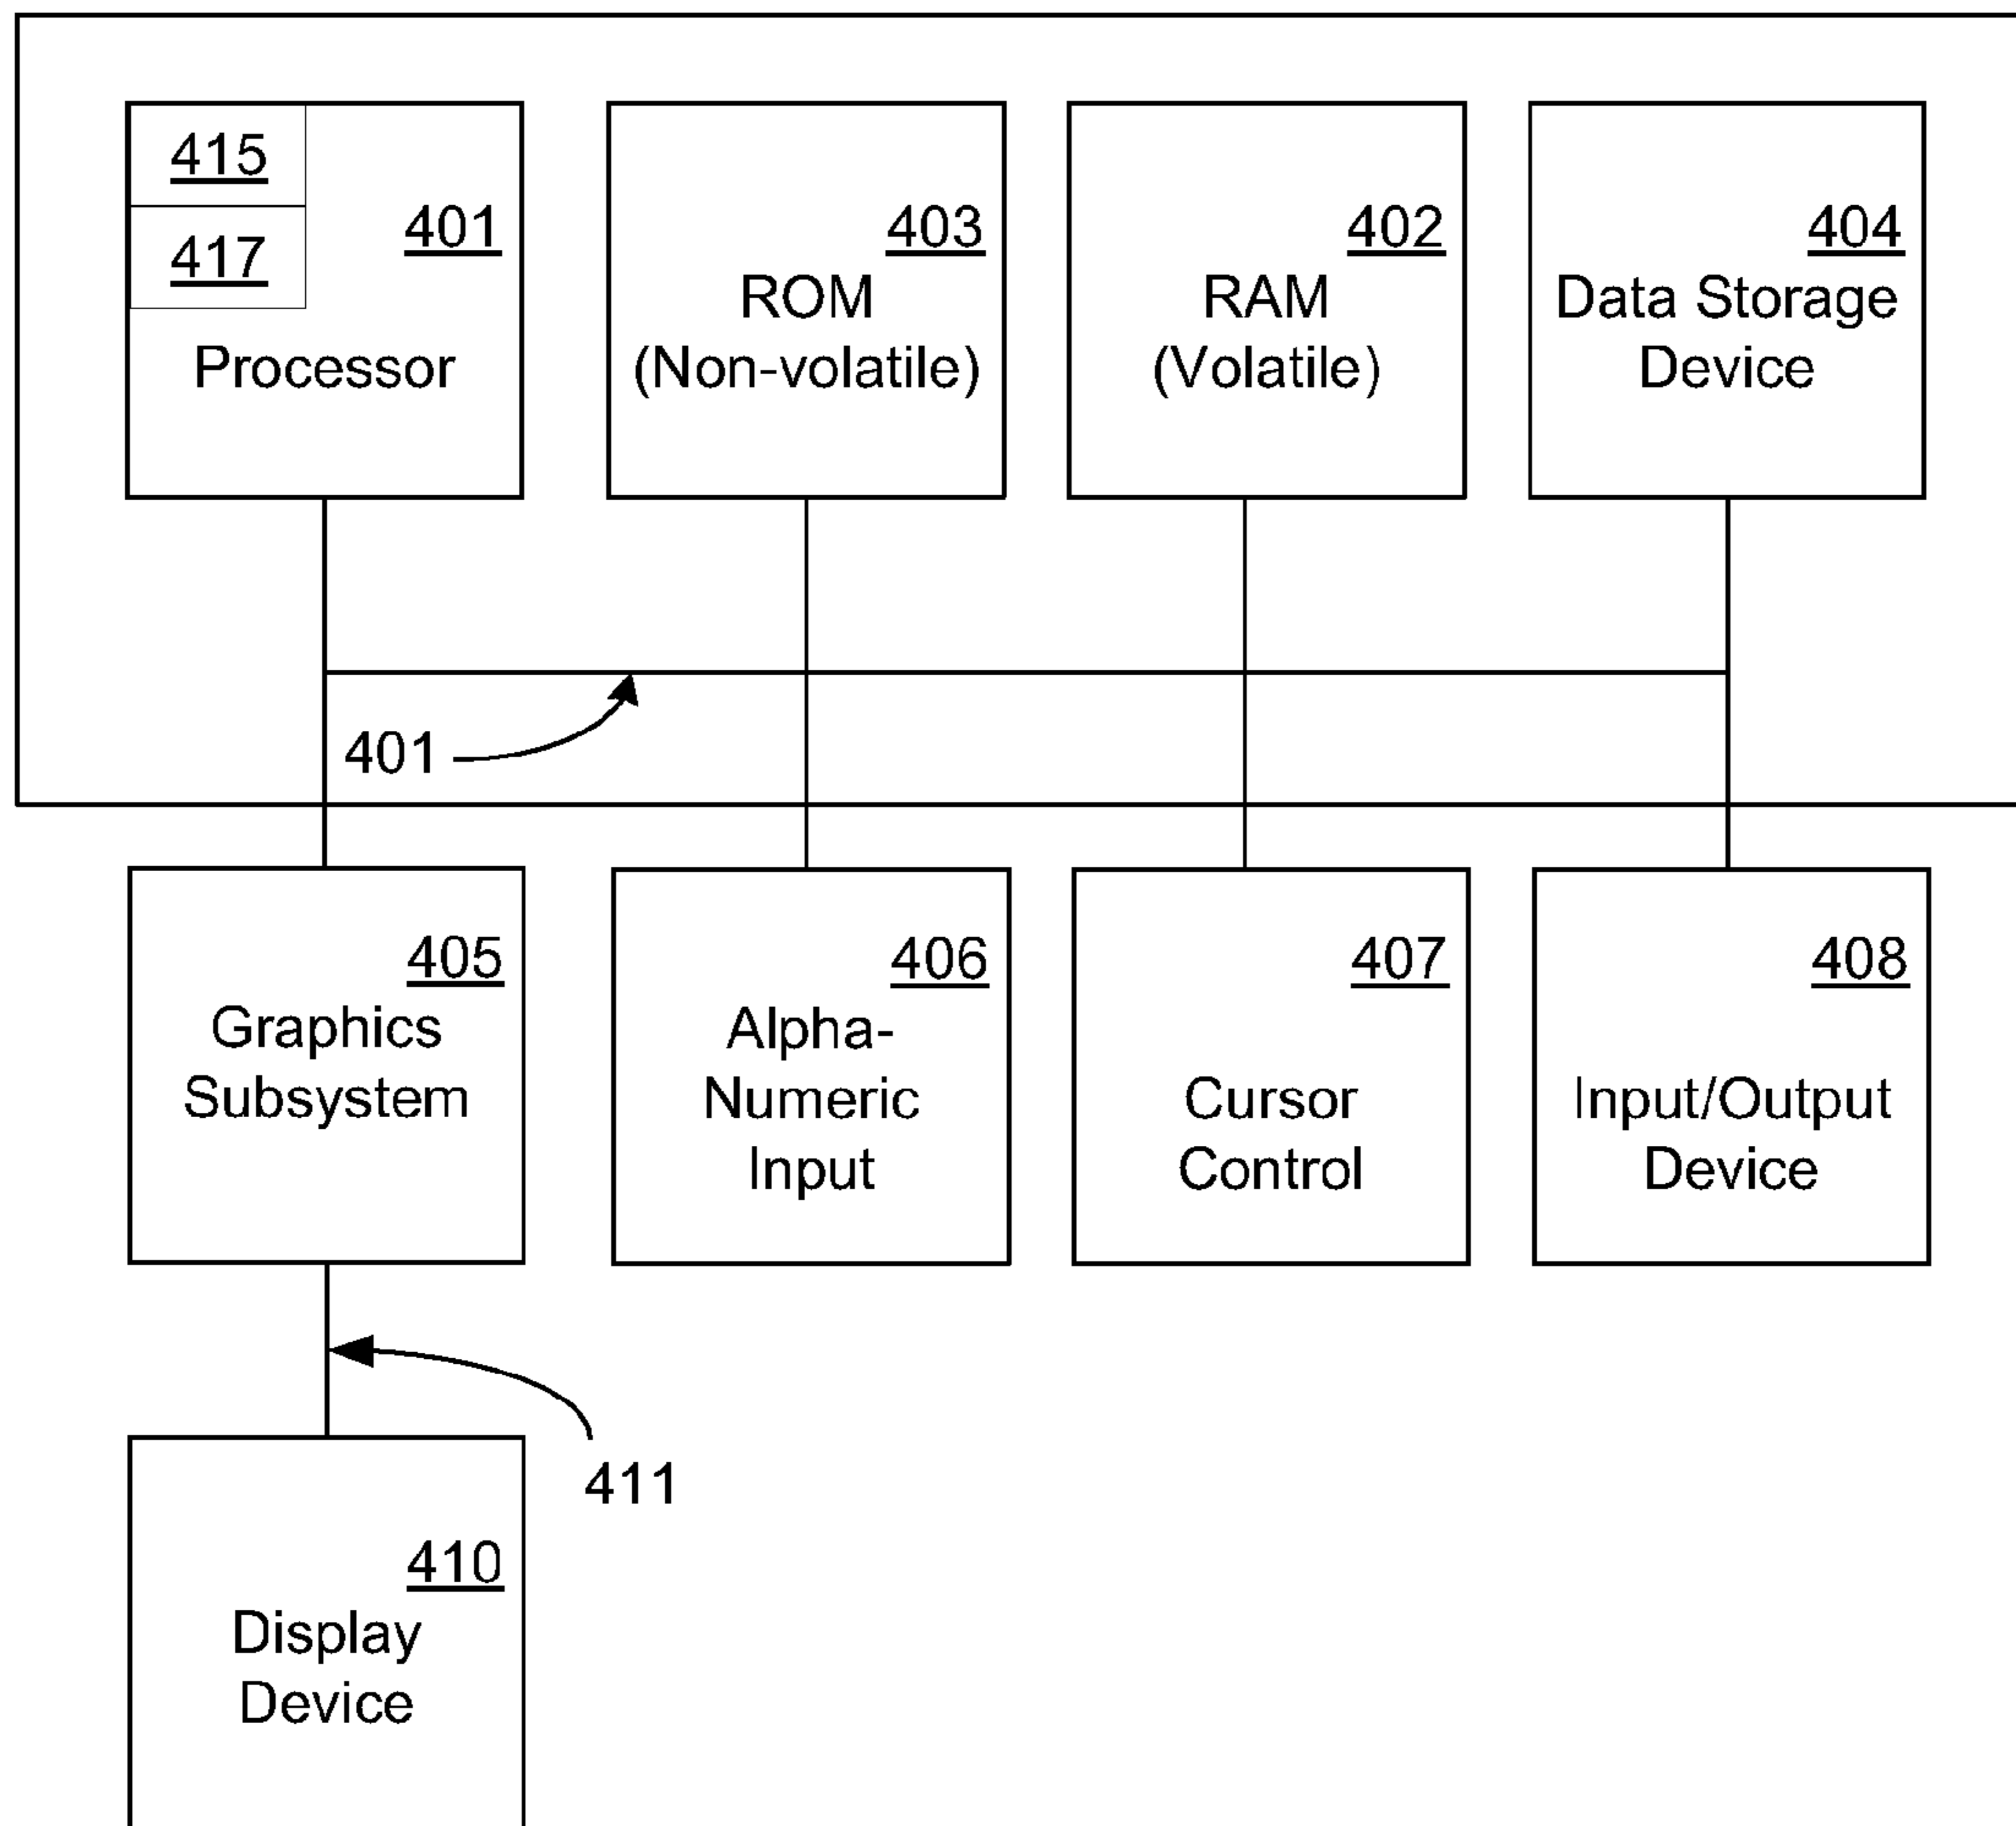 415
417
401
Processor
403
ROM
(Non-volatile)
402
RAM
(Volatile)
404
Data Storage
Device
401
405
Graphics
Subsystem
406
Alpha-
Numeric
Input
407
Cursor
Control
408
Input/Output
Device
411
410
Display
Device